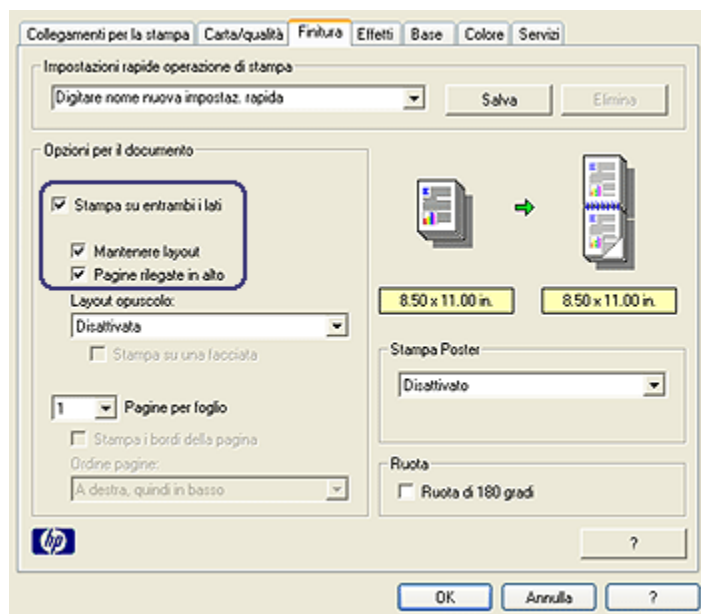 Collegamenti per la stampa Carta/qualità Finitura Effetti Base Colore Servizi
Impostazioni rapide operazione di stampa
Digitare nome nuova impostaz. rapida Salva Elimina
Opzioni per il documento
Stampa su entrambi i lati
Mantenere layout
Pagine rilegate in alto
Layout opuscolo:
Disattivata
Stampa su una facciata
1 Pagine per foglio
Stampa i bordi della pagina
Ordine pagine:
A destra, quindi in basso
8.50 x 11.00 in. 8.50 x 11.00 in.
Stampa Poster
Disattivato
Ruota
Ruota di 180 gradi
hp ?
OK Annulla ?